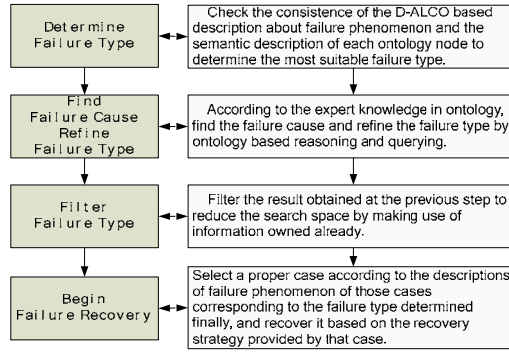 Determine
Failure Type
Check the consistence of the D-ALCO based
description about failure phenomenon and the
semantic description of each ontology node to
determine the most suitable failure type.
Find
Failure Cause
Refine
Failure Type
According to the expert knowledge in ontology,
find the failure cause and refine the failure type by
ontology based reasoning and querying.
Filter
Failure Type
Filter the result obtained at the previous step to
reduce the search space by making use of
information owned already.
Begin
Failure Recovery
Select a proper case according to the descriptions
of failure phenomenon of those cases
corresponding to the failure type determined
finally, and recover it based on the recovery
strategy provided by that case.